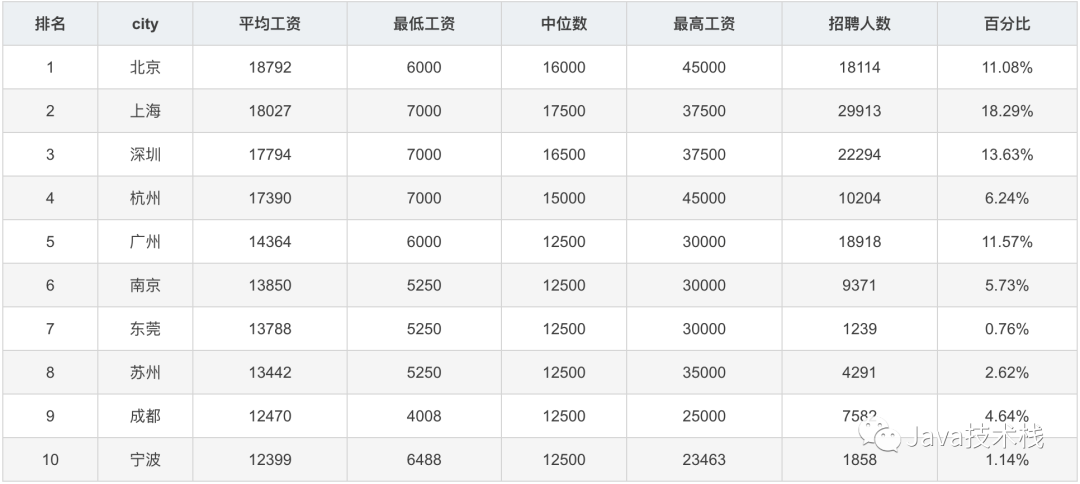 排名 city 平均工资 最低工资 中位数 最高工资 招聘人数 百分比
1 北京 18792 6000 16000 45000 18114 11.08%
2 上海 18027 7000 17500 37500 29913 18.29%
3 深圳 17794 7000 16500 37500 22294 13.63%
4 杭州 17390 7000 15000 45000 10204 6.24%
5 广州 14364 6000 12500 30000 18918 11.57%
6 南京 13850 5250 12500 30000 9371 5.73%
7 东莞 13788 5250 12500 30000 1239 0.76%
8 苏州 13442 5250 12500 35000 4291 2.62%
9 成都 12470 4008 12500 25000 7582 4.64%
Java技术栈
10 宁波 12399 6488 12500 23463 1858 1.14%